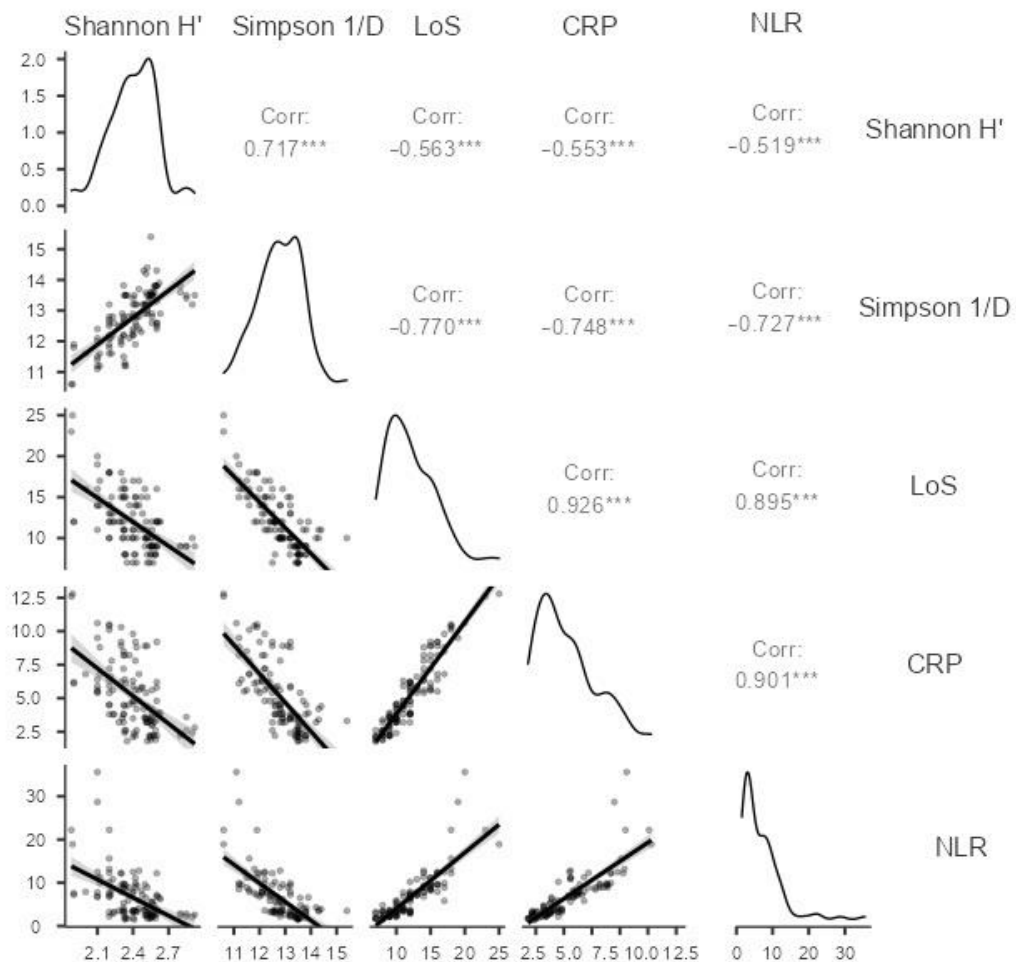 Shannon H' Simpson 1/D LoS CRP NLR
2.0
1.5
1.0
0.5
0.0
Corr: Corr: Corr: Corr:
0.717*** −0.563*** −0.553*** −0.519***
Shannon H'
15
14
13
12
11
Corr: Corr: Corr:
−0.770*** −0.748*** −0.727***
Simpson 1/D
25
20
15
10
Corr: Corr:
0.926*** 0.895***
LoS
12.5
10.0
7.5
5.0
2.5
Corr:
0.901***
CRP
30
20
10
0
NLR
2.1 2.4 2.7 11 12 13 14 15 10 15 20 25 2.5 5.0 7.5 10.0 12.5 0 10 20 30